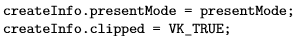 createInfo.presentMode = presentMode;
createInfo.clipped = VK_TRUE;